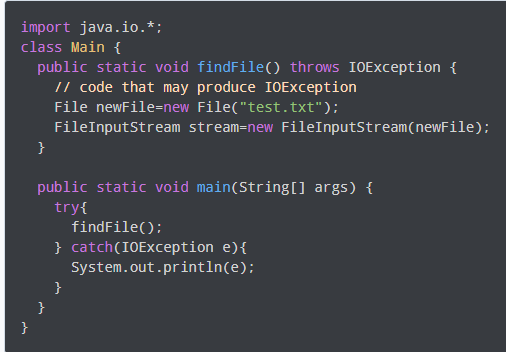 import java.io.*;
class Main {
  public static void findFile() throws IOException {
    // code that may produce IOException
    File newFile=new File("test.txt");
    FileInputStream stream=new FileInputStream(newFile);
  }

  public static void main(String[] args) {
    try{
      findFile();
    } catch(IOException e){
      System.out.println(e);
    }
  }
}